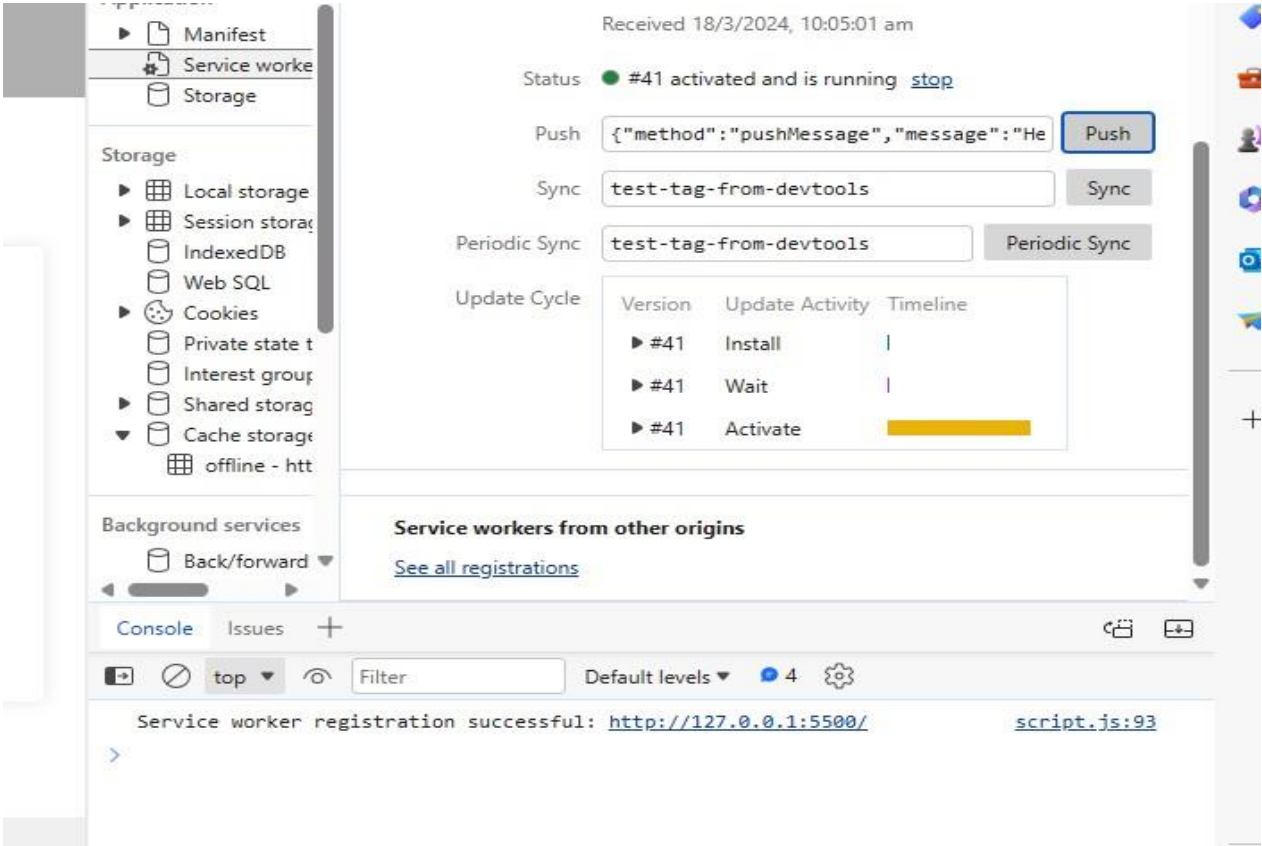 Application
Manifest
Service worke
Storage
Storage
Local storage
Session storag
IndexedDB
Web SQL
Cookies
Private state t
Interest group
Shared storag
Cache storage
offline - htt
Background services
Back/forward
Received 18/3/2024, 10:05:01 am
Status #41 activated and is running stop
Push {"method":"pushMessage","message":"He Push
Sync test-tag-from-devtools Sync
Periodic Sync test-tag-from-devtools Periodic Sync
Update Cycle
Version Update Activity Timeline
#41 Install
#41 Wait
#41 Activate
Service workers from other origins
See all registrations
Console Issues
top Filter Default levels 4
Service worker registration successful: http://127.0.0.1:5500/ script.js:93